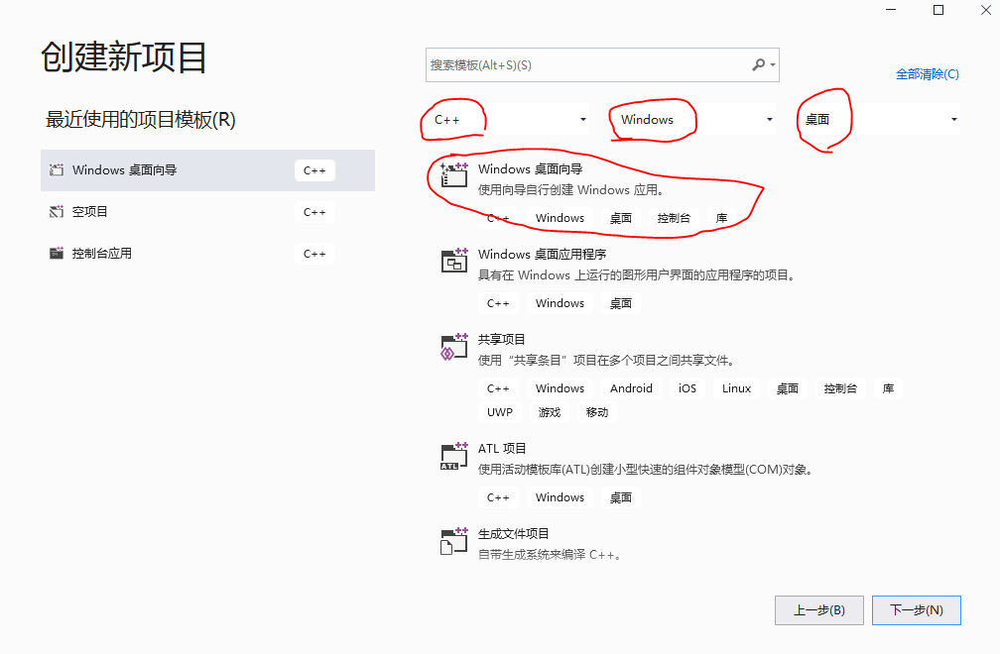 创建新项目
最近使用的项目模板(R)
Windows 桌面向导 C++
空项目 C++
控制台应用 C++
搜索模板(Alt+S)(S)
全部清除(C)
C++ Windows 桌面
Windows 桌面向导
使用向导自行创建 Windows 应用。
C++ Windows 桌面 控制台 库
Windows 桌面应用程序
具有在 Windows 上运行的图形用户界面的应用程序的项目。
C++ Windows 桌面
共享项目
使用“共享条目”项目在多个项目之间共享文件。
C++ Windows Android iOS Linux 桌面 控制台 库
UWP 游戏 移动
ATL
ATL 项目
使用活动模板库(ATL)创建小型快速的组件对象模型(COM)对象。
C++ Windows 桌面
生成文件项目
自带生成系统来编译 C++。
上一步(B) 下一步(N)